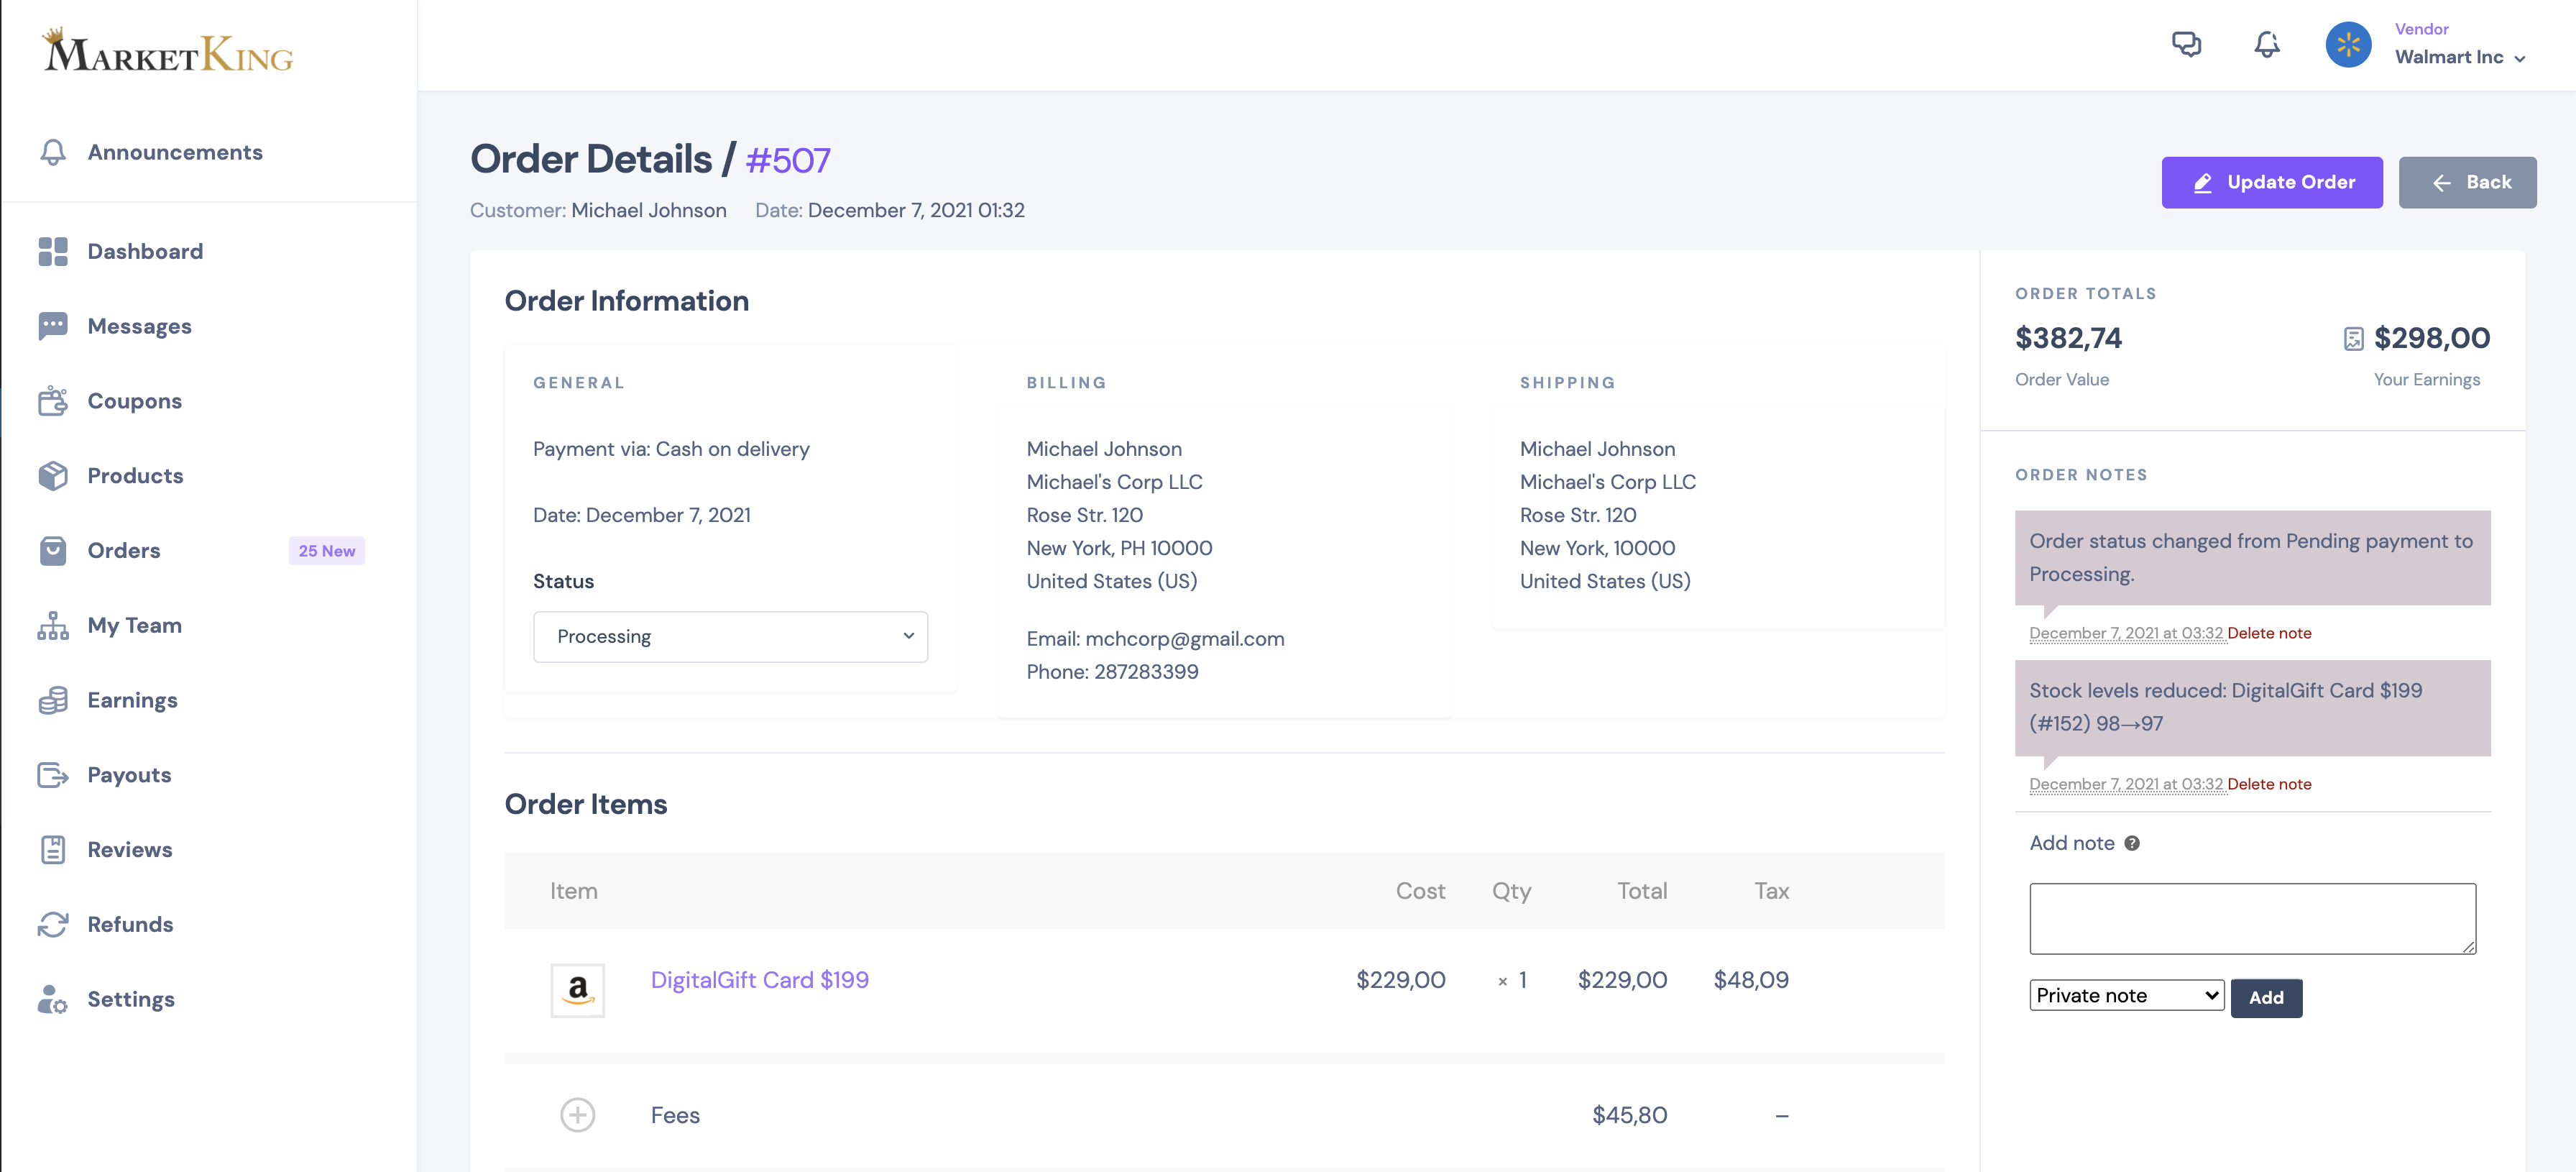 MARKETKING
Vendor
Walmart Inc
Announcements
Dashboard
Messages
Coupons
Products
Orders
25 New
My Team
Earnings
Payouts
Reviews
Refunds
Settings
Order Details / #507
Customer: Michael Johnson Date: December 7, 2021 01:32
Update Order
Back
Order Information
GENERAL
Payment via: Cash on delivery
Date: December 7, 2021
Status
Processing
BILLING
Michael Johnson
Michael's Corp LLC
Rose Str. 120
New York, PH 10000
United States (US)
Email: mchcorp@gmail.com
Phone: 287283399
SHIPPING
Michael Johnson
Michael's Corp LLC
Rose Str. 120
New York, 10000
United States (US)
Order Items
Item Cost Qty Total Tax
a DigitalGift Card $199 $229,00 × 1 $229,00 $48,09
Fees $45,80 –
ORDER TOTALS
$382,74 $298,00
Order Value Your Earnings
ORDER NOTES
Order status changed from Pending payment to
Processing.
December 7, 2021 at 03:32 Delete note
Stock levels reduced: DigitalGift Card $199
(#152) 98→97
December 7, 2021 at 03:32 Delete note
Add note ?
Private note
Add